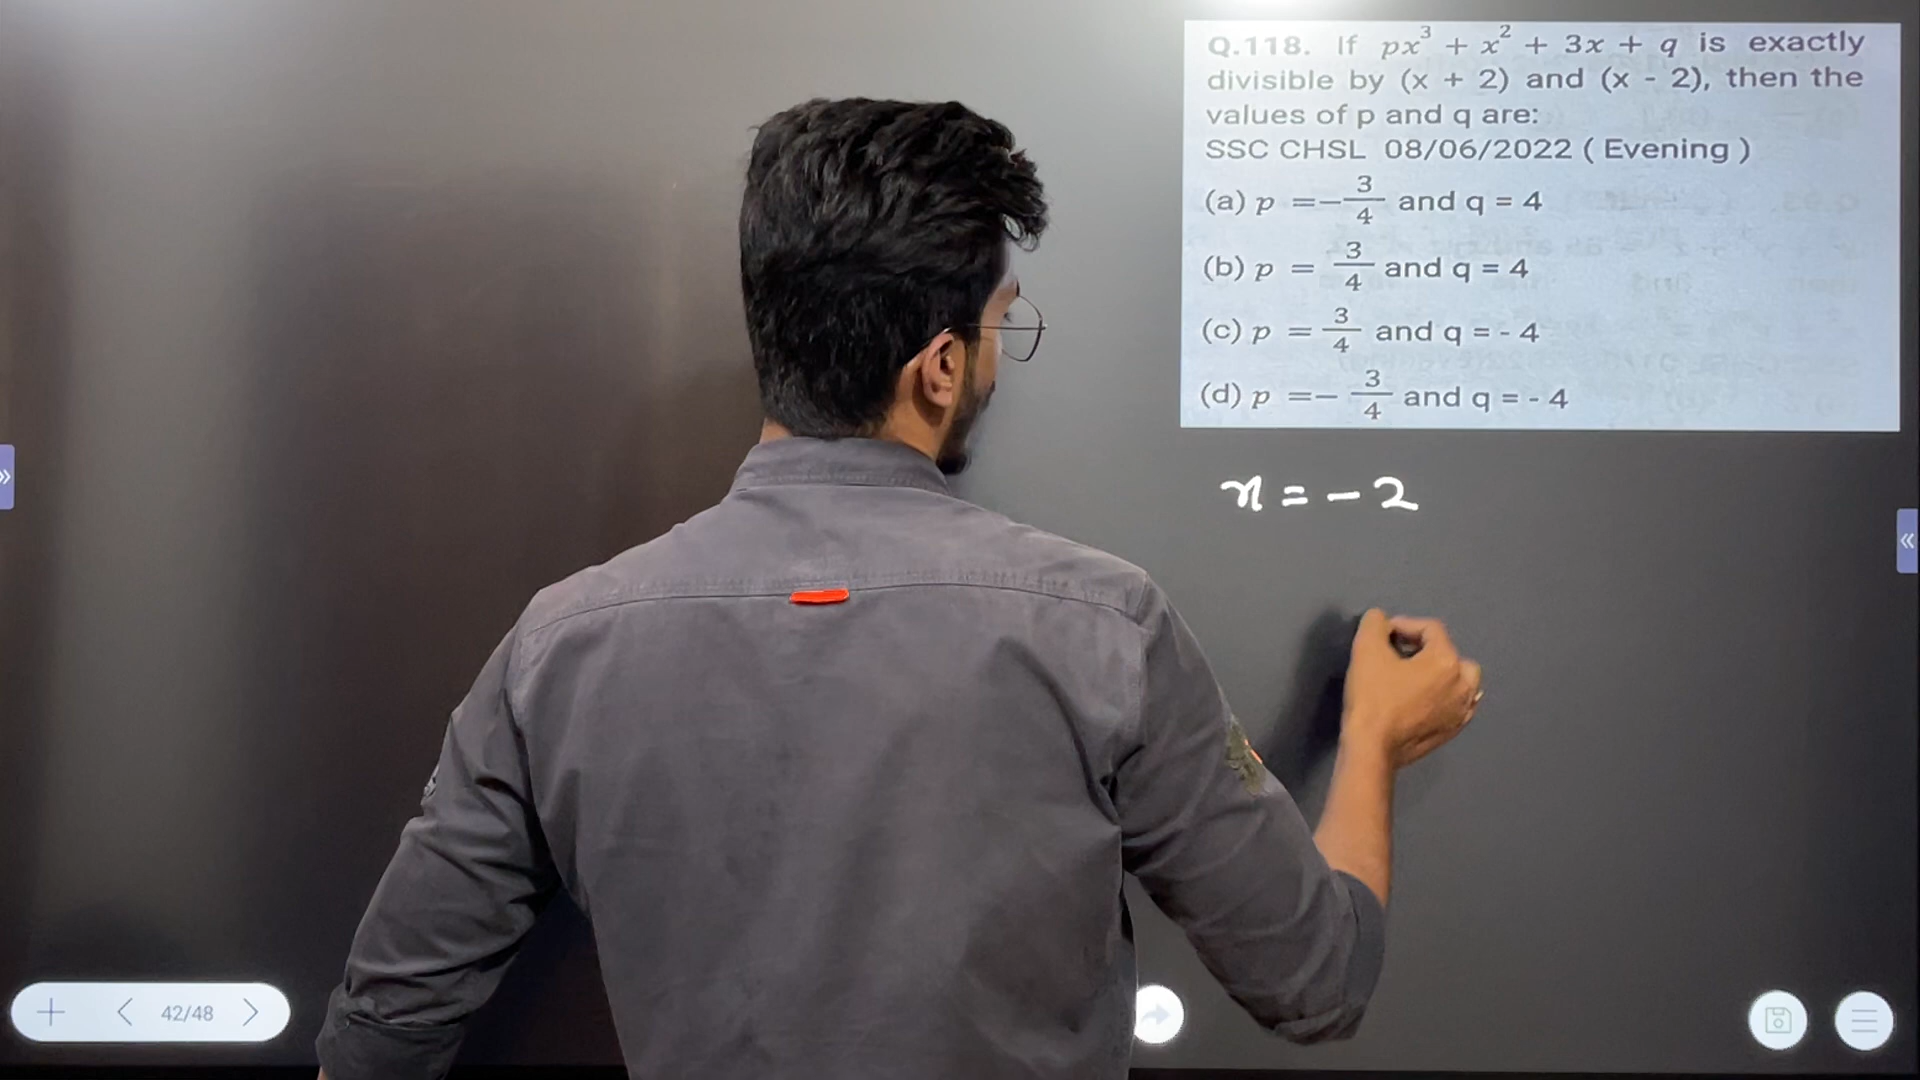 Q.118. If px³ + x² + 3x + q is exactly
divisible by (x + 2) and (x - 2), then the
values of p and q are:
SSC CHSL 08/06/2022 ( Evening )
(a) p =-3/4 and q = 4
(b) p = 3/4 and q = 4
(c) p = 3/4 and q = - 4
(d) p =- 3/4 and q = - 4
x = - 2
42/48